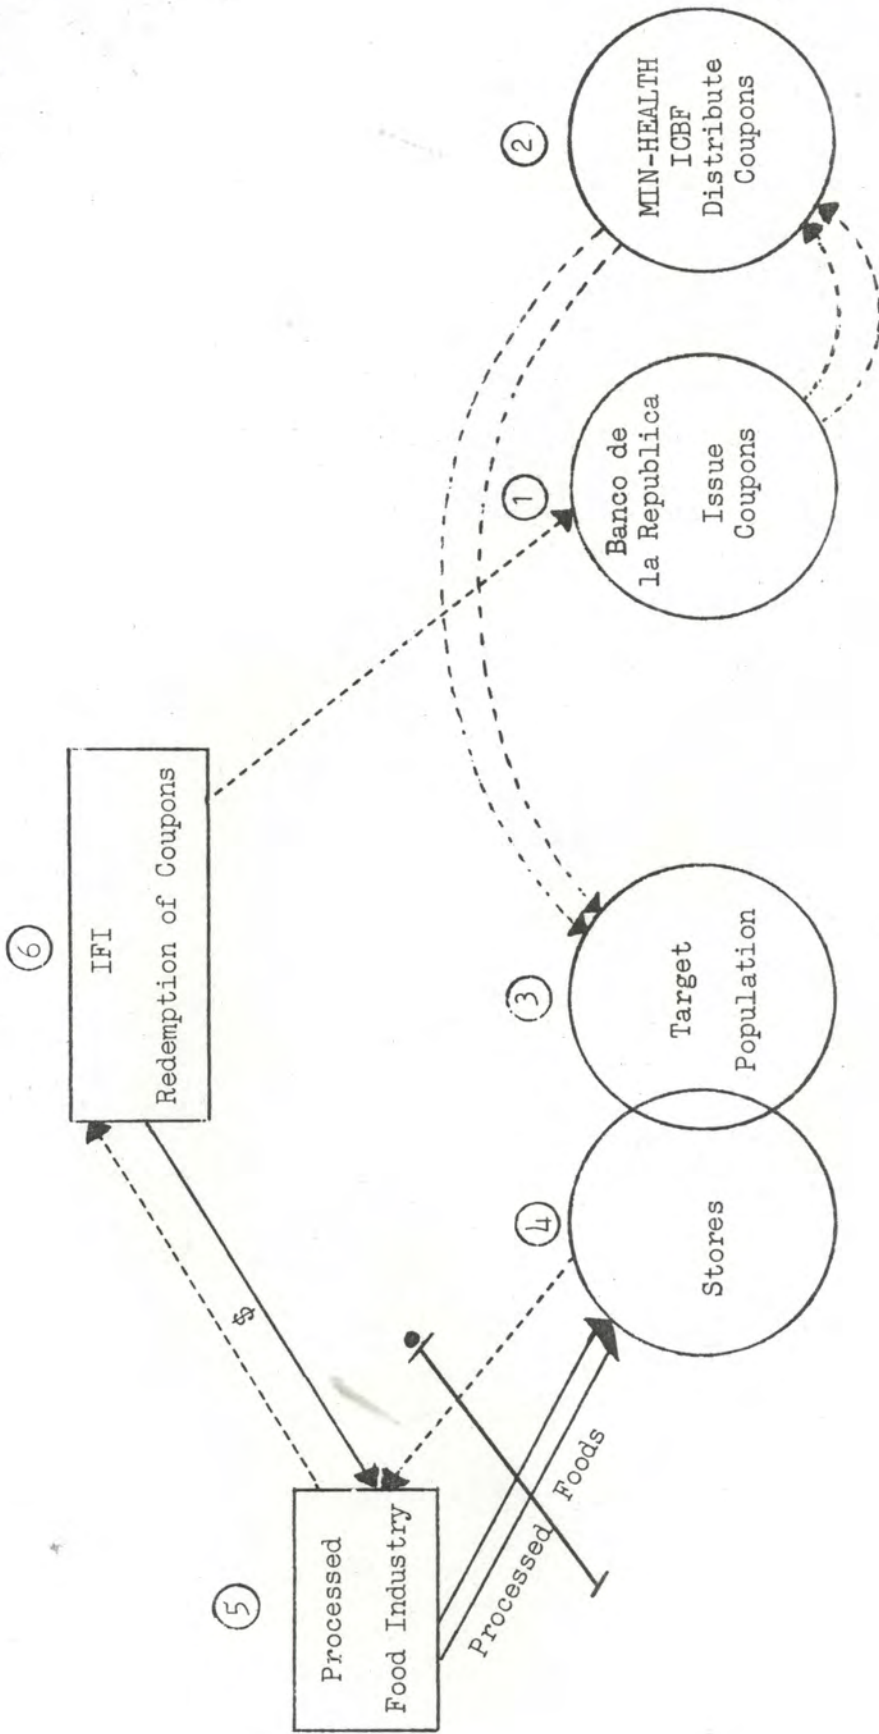 6
IFI
Redemption of Coupons
$
5
Processed
Food Industry
Processed Foods
4
Stores
3
Target
Population
1
Banco de
la Republica
Issue
Coupons
2
MIN-HEALTH
ICBF
Distribute
Coupons